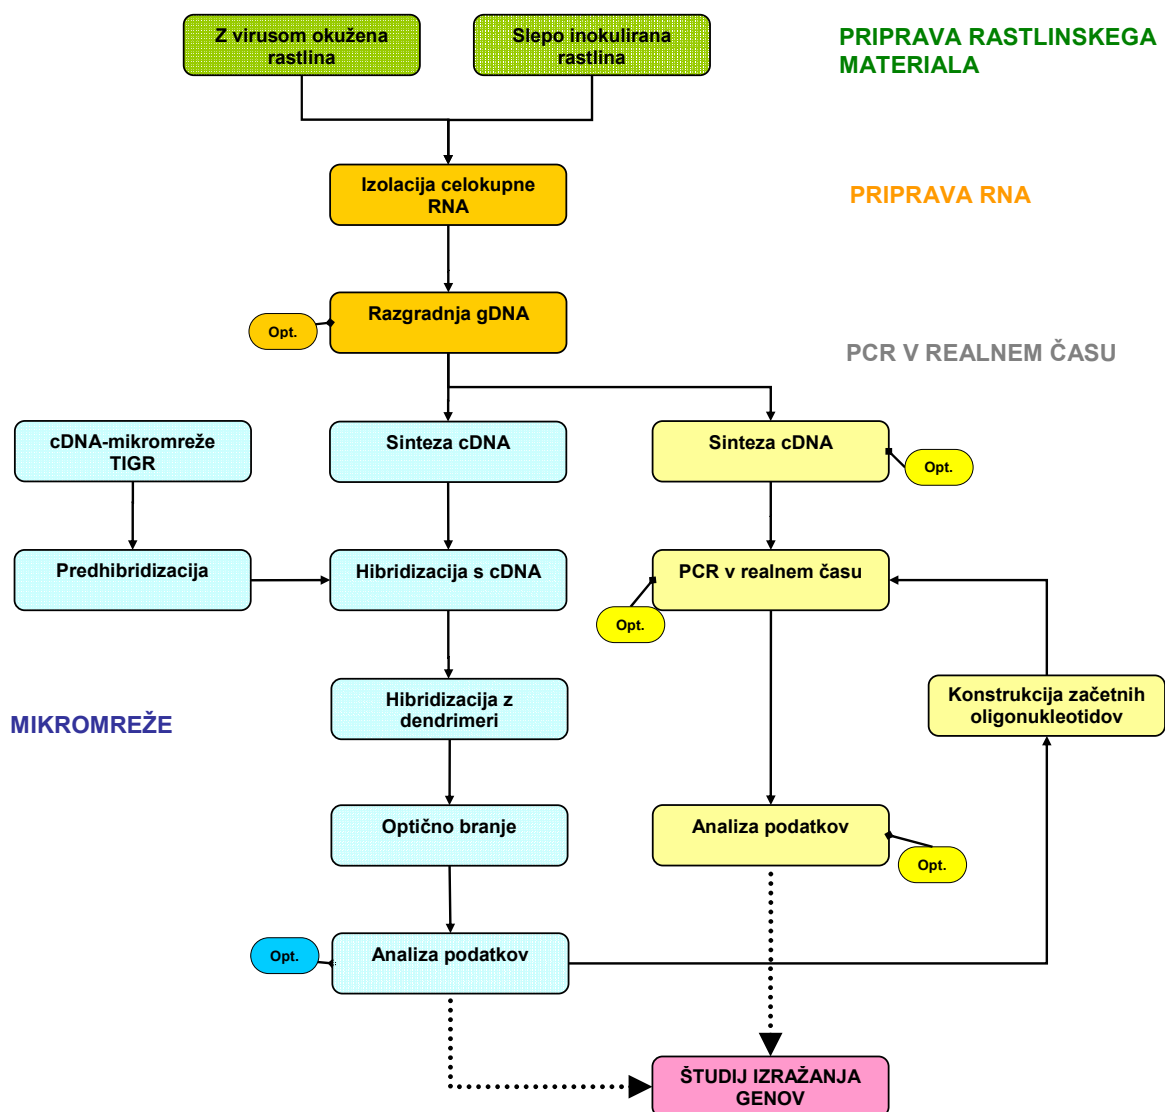 Z virusom okužena
rastlina
Slepo inokulirana
rastlina
PRIPRAVA RASTLINSKEGA
MATERIALA
Izolacija celokupne
RNA
PRIPRAVA RNA
Razgradnja gDNA
Opt.
PCR V REALNEM ČASU
cDNA-mikromreže
TIGR
Sinteza cDNA
Sinteza cDNA
Opt.
Predhibridizacija
Hibridizacija s cDNA
PCR v realnem času
Opt.
Hibridizacija z
dendrimeri
Konstrukcija začetnih
oligonukleotidov
MIKROMREŽE
Optično branje
Analiza podatkov
Opt.
Opt.
Analiza podatkov
ŠTUDIJ IZRAŽANJA
GENOV